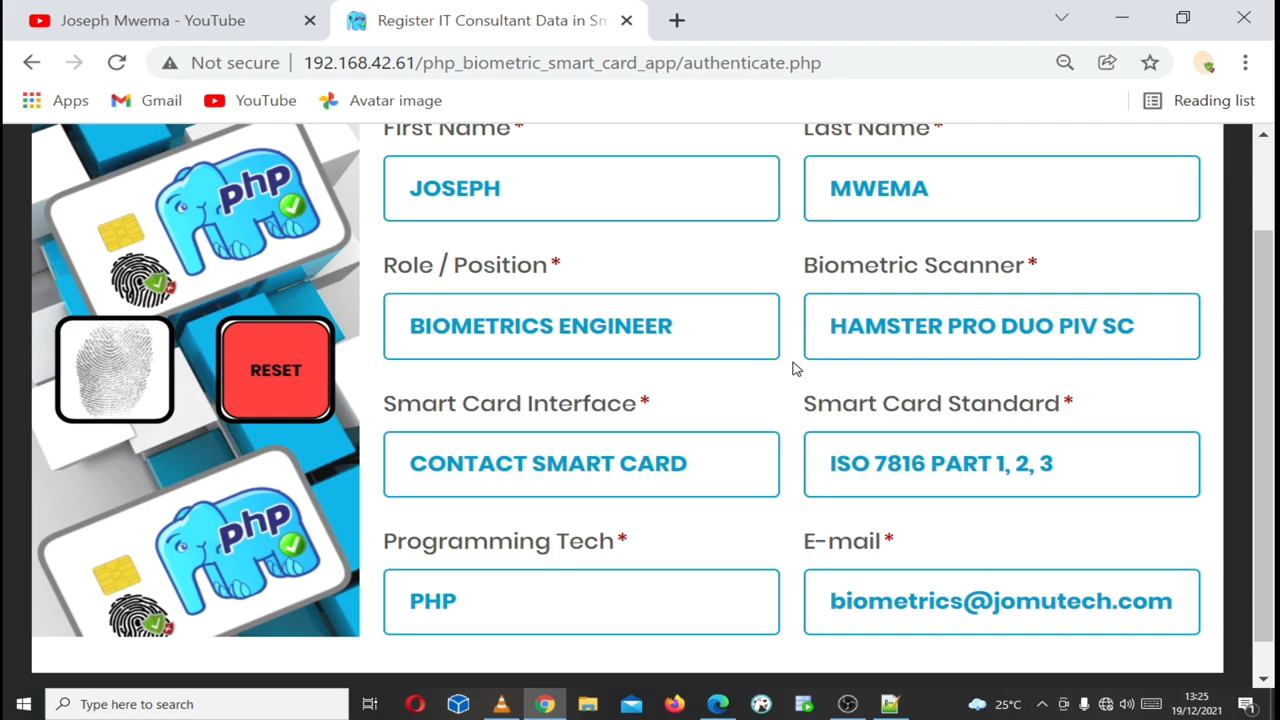 Joseph Mwema - YouTube
Register IT Consultant Data in Sm
Not secure
192.168.42.61/php_biometric_smart_card_app/authenticate.php
Apps
Gmail
YouTube
Avatar image
Reading list
First Name*
Last Name*
JOSEPH
MWEMA
Role / Position*
Biometric Scanner*
BIOMETRICS ENGINEER
HAMSTER PRO DUO PIV SC
Smart Card Interface*
Smart Card Standard*
CONTACT SMART CARD
ISO 7816 PART 1, 2, 3
Programming Tech*
E-mail*
PHP
biometrics@jomutech.com
php
RESET
php
Type here to search
25°C
13:25
19/12/2021
1